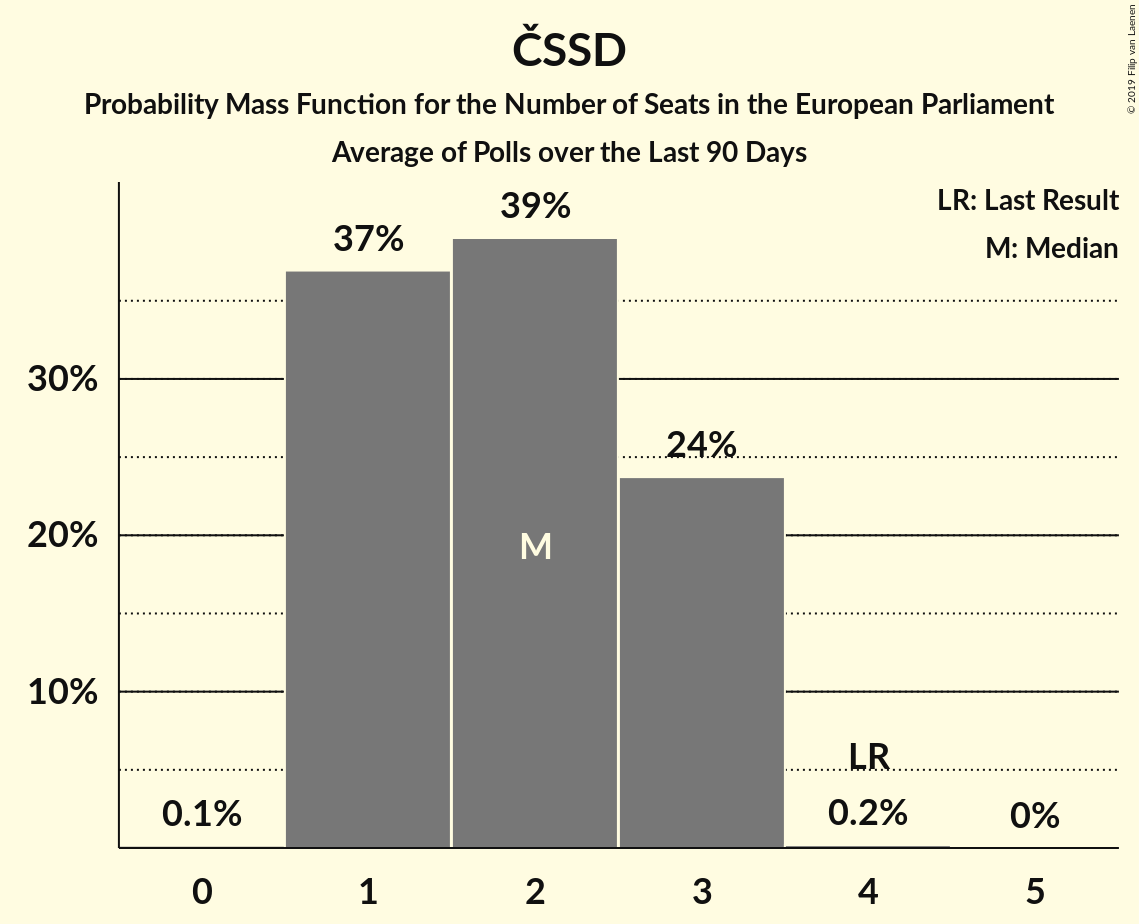 ČSSD
Probability Mass Function for the Number of Seats in the European Parliament
Average of Polls over the Last 90 Days
LR: Last Result
M: Median
37%
39%
30%
24%
20%
M
10%
LR
0.1%
0.2%
0%
0 1 2 3 4 5
© 2019 Filip van Laenen